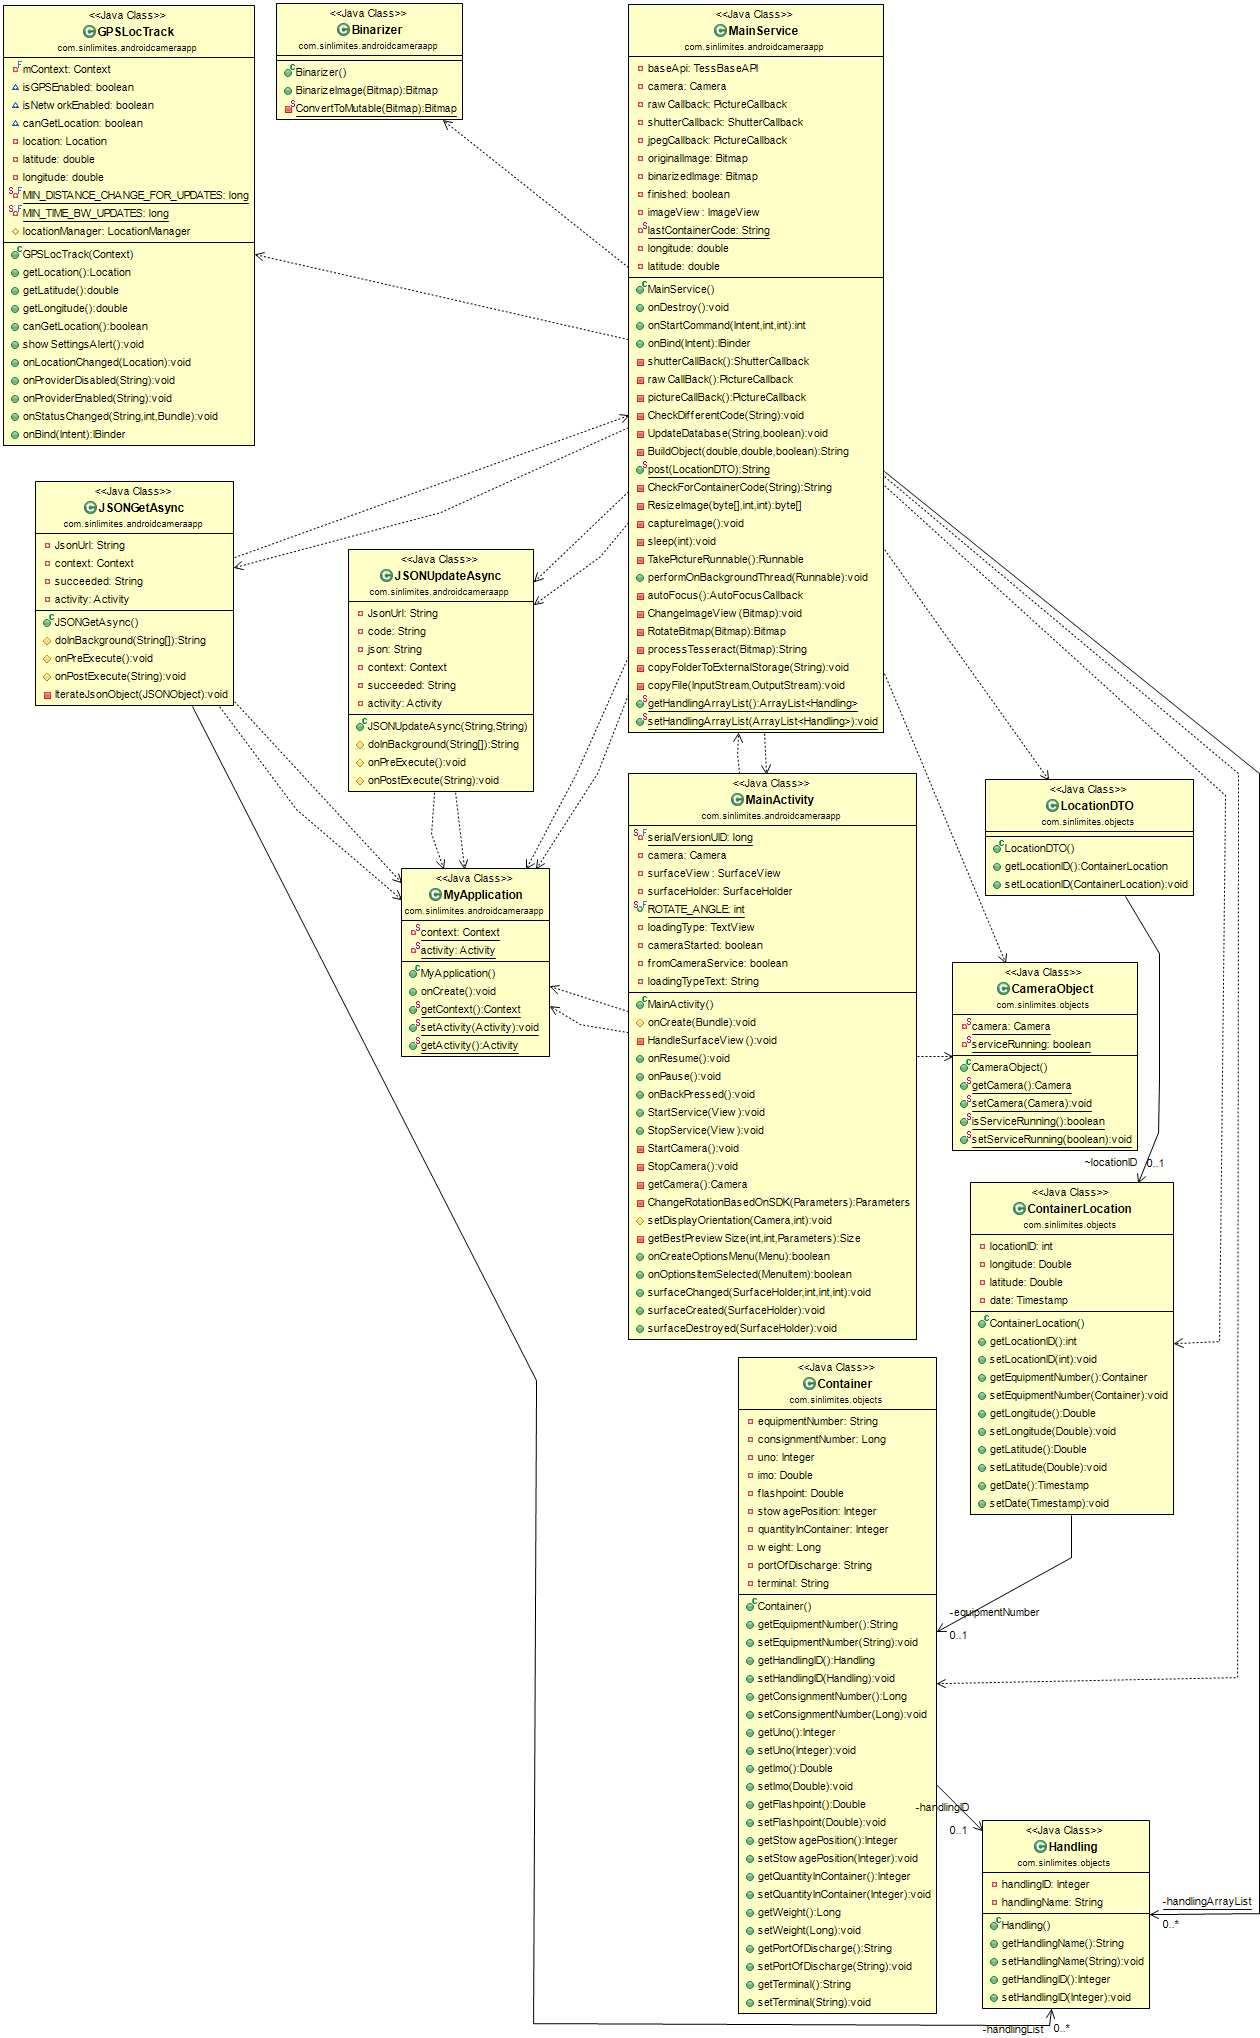 <<Java Class>>
GPSLocTrack
com.sinlimites.androidcameraapp
mContext: Context
isGPSEnabled: boolean
isNetworkEnabled: boolean
canGetLocation: boolean
location: Location
latitude: double
longitude: double
MIN_DISTANCE_CHANGE_FOR_UPDATES: long
MIN_TIME_BW_UPDATES: long
locationManager: LocationManager
GPSLocTrack(Context)
getLocation():Location
getLatitude():double
getLongitude():double
canGetLocation():boolean
showSettingsAlert():void
onLocationChanged(Location):void
onProviderDisabled(String):void
onProviderEnabled(String):void
onStatusChanged(String,int,Bundle):void
onBind(Intent):IBinder
<<Java Class>>
Binarizer
com.sinlimites.androidcameraapp
Binarizer()
BinarizeImage(Bitmap):Bitmap
ConvertToMutable(Bitmap):Bitmap
<<Java Class>>
MainService
com.sinlimites.androidcameraapp
baseApi: TessBaseAPI
camera: Camera
rawCallback: PictureCallback
shutterCallback: ShutterCallback
jpegCallback: PictureCallback
originalImage: Bitmap
binarizedImage: Bitmap
finished: boolean
imageView: ImageView
lastContainerCode: String
longitude: double
latitude: double
MainService()
onDestroy():void
onStartCommand(Intent,int,int):int
onBind(Intent):IBinder
shutterCallBack():ShutterCallback
rawCallBack():PictureCallback
pictureCallBack():PictureCallback
CheckDifferentCode(String):void
UpdateDatabase(String,boolean):void
BuildObject(double,double,boolean):String
post(LocationDTO):String
CheckForContainerCode(String):String
ResizeImage(byte[],int,int):byte[]
captureImage():void
sleep(int):void
TakePictureRunnable():Runnable
performOnBackgroundThread(Runnable):void
autoFocus():AutoFocusCallback
ChangeImageView(Bitmap):void
RotateBitmap(Bitmap):Bitmap
processTesseract(Bitmap):String
copyFolderToExternalStorage(String):void
copyFile(InputStream,OutputStream):void
getHandlingArrayList():ArrayList<Handling>
setHandlingArrayList(ArrayList<Handling>):void
<<Java Class>>
JSONGetAsync
com.sinlimites.androidcameraapp
JsonUrl: String
context: Context
succeeded: String
activity: Activity
JSONGetAsync()
doInBackground(String[]):String
onPreExecute():void
onPostExecute(String):void
IterateJsonObject(JSONObject):void
<<Java Class>>
JSONUpdateAsync
com.sinlimites.androidcameraapp
JsonUrl: String
code: String
json: String
context: Context
succeeded: String
activity: Activity
JSONUpdateAsync(String,String)
doInBackground(String[]):String
onPreExecute():void
onPostExecute(String):void
<<Java Class>>
MyApplication
com.sinlimites.androidcameraapp
context: Context
activity: Activity
MyApplication()
onCreate():void
getContext():Context
setActivity(Activity):void
getActivity():Activity
<<Java Class>>
MainActivity
com.sinlimites.androidcameraapp
serialVersionUID: long
camera: Camera
surfaceView: SurfaceView
surfaceHolder: SurfaceHolder
ROTATE_ANGLE: int
loadingType: TextView
cameraStarted: boolean
fromCameraService: boolean
loadingTypeText: String
MainActivity()
onCreate(Bundle):void
HandleSurfaceView():void
onResume():void
onPause():void
onBackPressed():void
StartService(View):void
StopService(View):void
StartCamera():void
StopCamera():void
getCamera():Camera
ChangeRotationBasedOnSDK(Parameters):Parameters
setDisplayOrientation(Camera,int):void
getBestPreviewSize(int,int,Parameters):Size
onCreateOptionsMenu(Menu):boolean
onOptionsItemSelected(MenuItem):boolean
surfaceChanged(SurfaceHolder,int,int,int):void
surfaceCreated(SurfaceHolder):void
surfaceDestroyed(SurfaceHolder):void
<<Java Class>>
LocationDTO
com.sinlimites.objects
LocationDTO()
getLocationID():ContainerLocation
setLocationID(ContainerLocation):void
<<Java Class>>
CameraObject
com.sinlimites.objects
camera: Camera
serviceRunning: boolean
CameraObject()
getCamera():Camera
setCamera(Camera):void
isServiceRunning():boolean
setServiceRunning(boolean):void
~locationID 0..1
<<Java Class>>
ContainerLocation
com.sinlimites.objects
locationID: int
longitude: Double
latitude: Double
date: Timestamp
ContainerLocation()
getLocationID():int
setLocationID(int):void
getEquipmentNumber():Container
setEquipmentNumber(Container):void
getLongitude():Double
setLongitude(Double):void
getLatitude():Double
setLatitude(Double):void
getDate():Timestamp
setDate(Timestamp):void
<<Java Class>>
Container
com.sinlimites.objects
equipmentNumber: String
consignmentNumber: Long
uno: Integer
imo: Double
flashpoint: Double
stowagePosition: Integer
quantityInContainer: Integer
weight: Long
portOfDischarge: String
terminal: String
Container()
getEquipmentNumber():String
setEquipmentNumber(String):void
getHandlingID():Handling
setHandlingID(Handling):void
getConsignmentNumber():Long
setConsignmentNumber(Long):void
getUno():Integer
setUno(Integer):void
getImo():Double
setImo(Double):void
getFlashpoint():Double
setFlashpoint(Double):void
getStowagePosition():Integer
setStowagePosition(Integer):void
getQuantityInContainer():Integer
setQuantityInContainer(Integer):void
getWeight():Long
setWeight(Long):void
getPortOfDischarge():String
setPortOfDischarge(String):void
getTerminal():String
setTerminal(String):void
-equipmentNumber
0..1
-handlingID
0..1
<<Java Class>>
Handling
com.sinlimites.objects
handlingID: Integer
handlingName: String
Handling()
getHandlingName():String
setHandlingName(String):void
getHandlingID():Integer
setHandlingID(Integer):void
-handlingArrayList
0..*
-handlingList 0..*